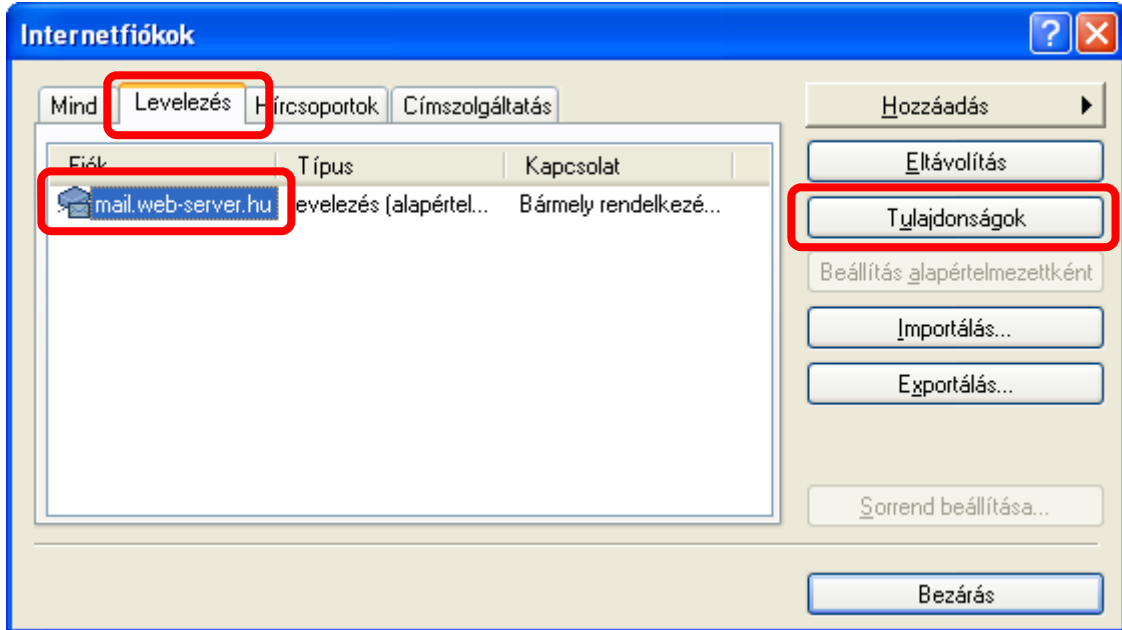 Internetfiókok
Mind Levelezés Hírcsoportok Címszolgáltatás
Fiók Típus Kapcsolat
mail.web-server.hu evelezés (alapértel... Bármely rendelkezé...
Hozzáadás
Eltávolítás
Tulajdonságok
Beállítás alapértelmezettként
Importálás...
Exportálás...
Sorrend beállítása...
Bezárás